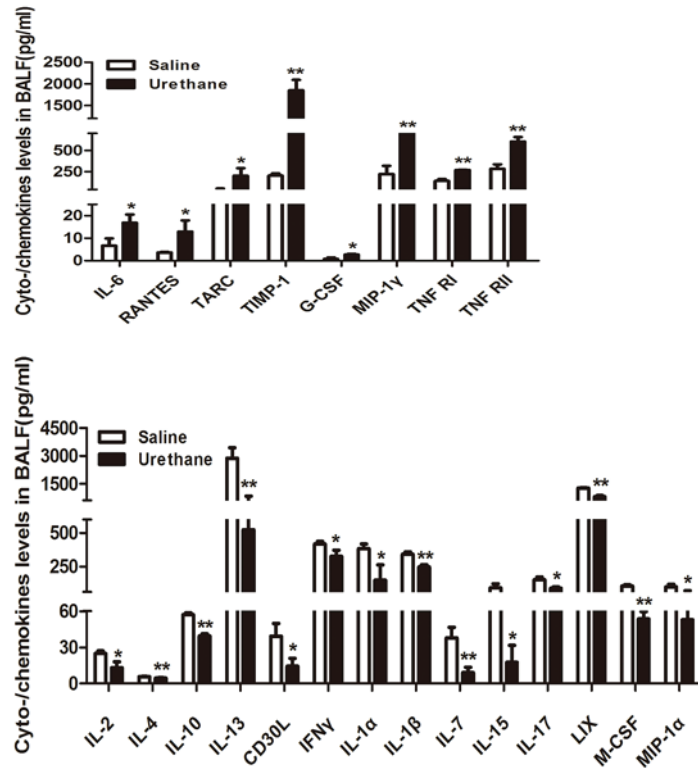 Cyto-/chemokines levels in BALF(pg/ml)
Saline
Urethane
2500
2000
1500
500
250
20
10
0
*
*
*
**
*
**
**
**
IL-6
RANTES
TARC
TIMP-1
G-CSF
MIP-1γ
TNF RI
TNF RII
Cyto-/chemokines levels in BALF(pg/ml)
Saline
Urethane
4500
3000
1500
500
250
60
30
0
*
**
**
**
*
*
*
**
**
*
*
**
**
*
IL-2
IL-4
IL-10
IL-13
CD30L
IFNγ
IL-1α
IL-1β
IL-7
IL-15
IL-17
LIX
M-CSF
MIP-1α